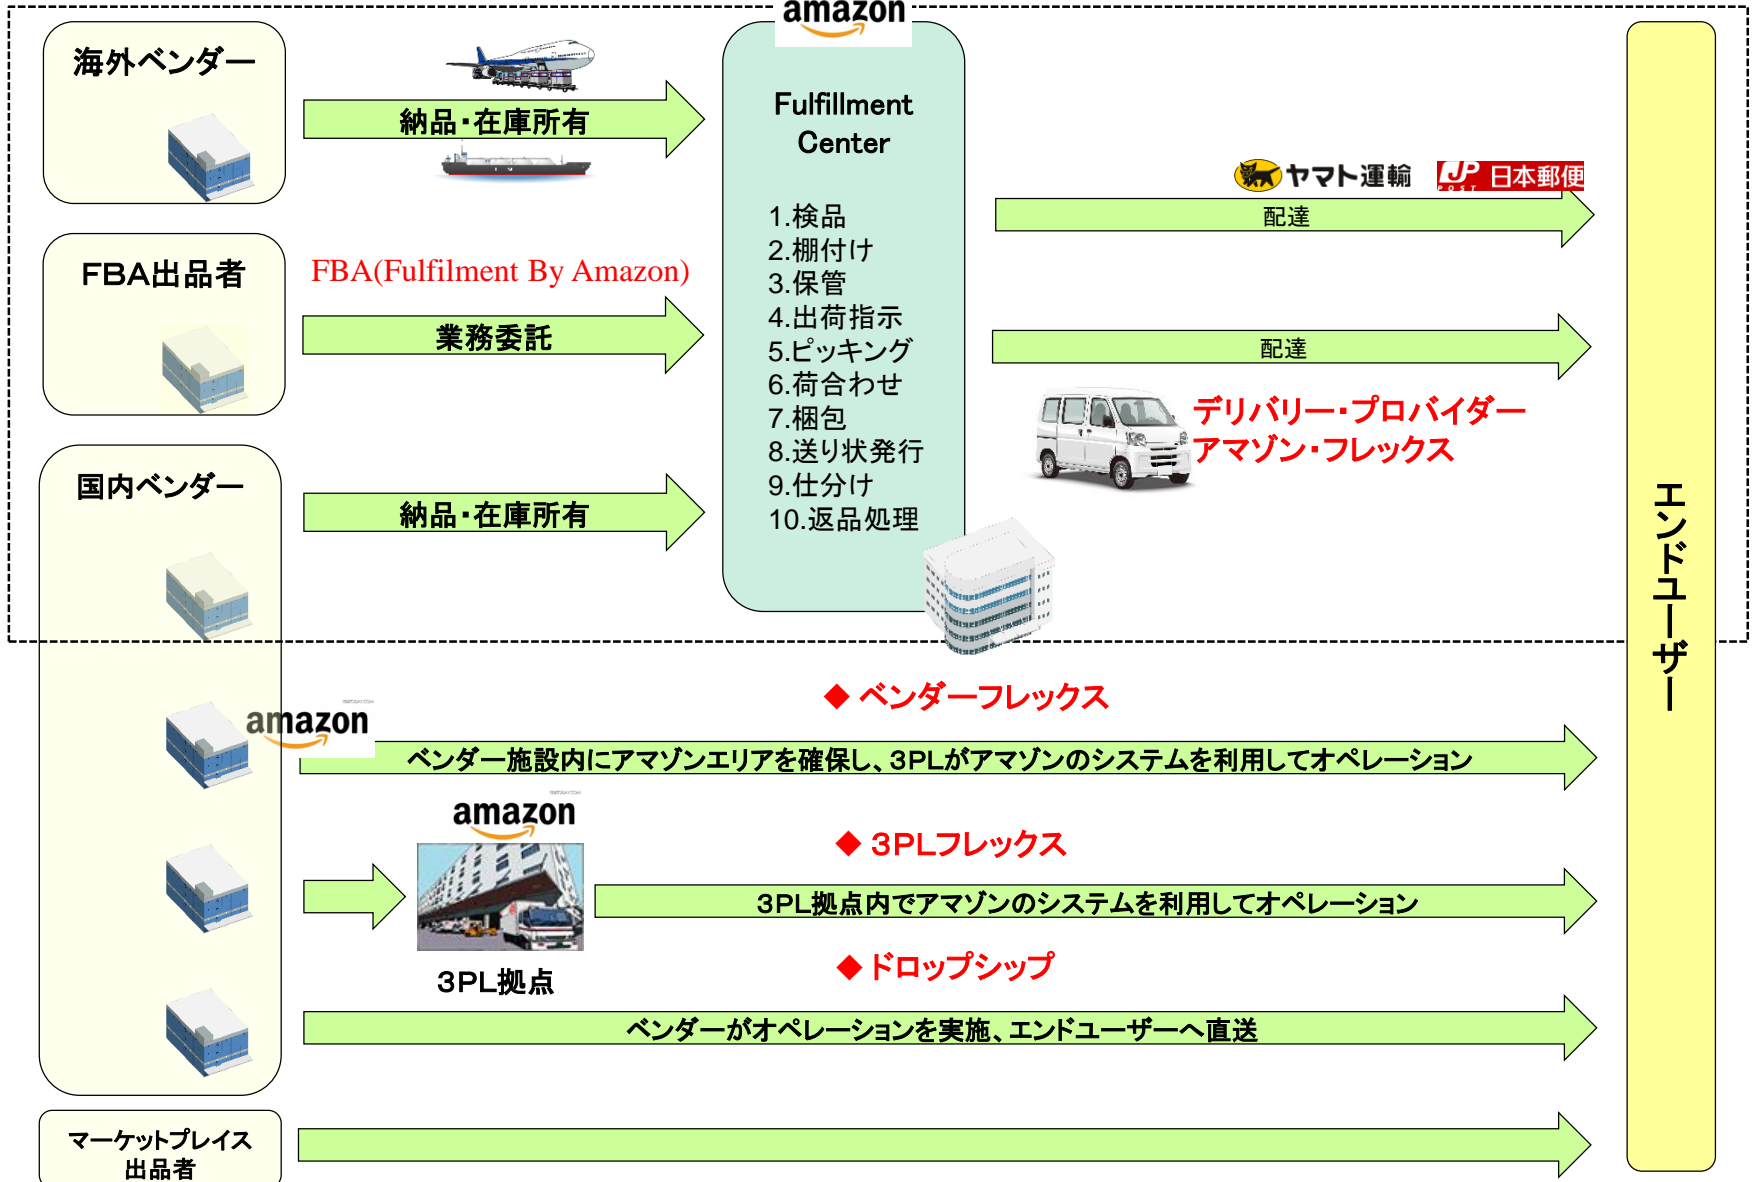 amazon
海外ベンダー
納品・在庫所有
Fulfillment
Center
1.検品
2.棚付け
3.保管
4.出荷指示
5.ピッキング
6.荷合わせ
7.梱包
8.送り状発行
9.仕分け
10.返品処理
ヤマト運輸
JP
POST
日本郵便
配達
FBA出品者
FBA(Fulfilment By Amazon)
業務委託
配達
デリバリー・プロバイダー
アマゾン・フレックス
国内ベンダー
納品・在庫所有
エンドユーザー
◆ ベンダーフレックス
amazon
ベンダー施設内にアマゾンエリアを確保し、3PLがアマゾンのシステムを利用してオペレーション
amazon
◆ 3PLフレックス
3PL拠点内でアマゾンのシステムを利用してオペレーション
3PL拠点
◆ ドロップシップ
ベンダーがオペレーションを実施、エンドユーザーへ直送
マーケットプレイス
出品者